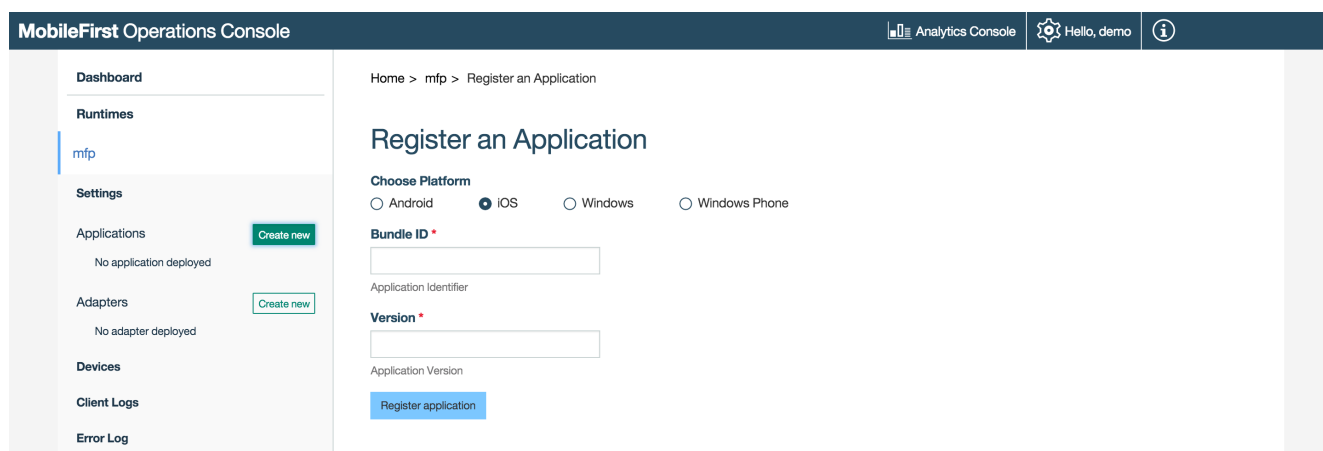 MobileFirst Operations Console
Analytics Console
Hello, demo
Dashboard
Runtimes
mfp
Settings
Applications Create new
No application deployed
Adapters Create new
No adapter deployed
Devices
Client Logs
Error Log
Home > mfp > Register an Application
Register an Application
Choose Platform
Android iOS Windows Windows Phone
Bundle ID *
Application Identifier
Version *
Application Version
Register application